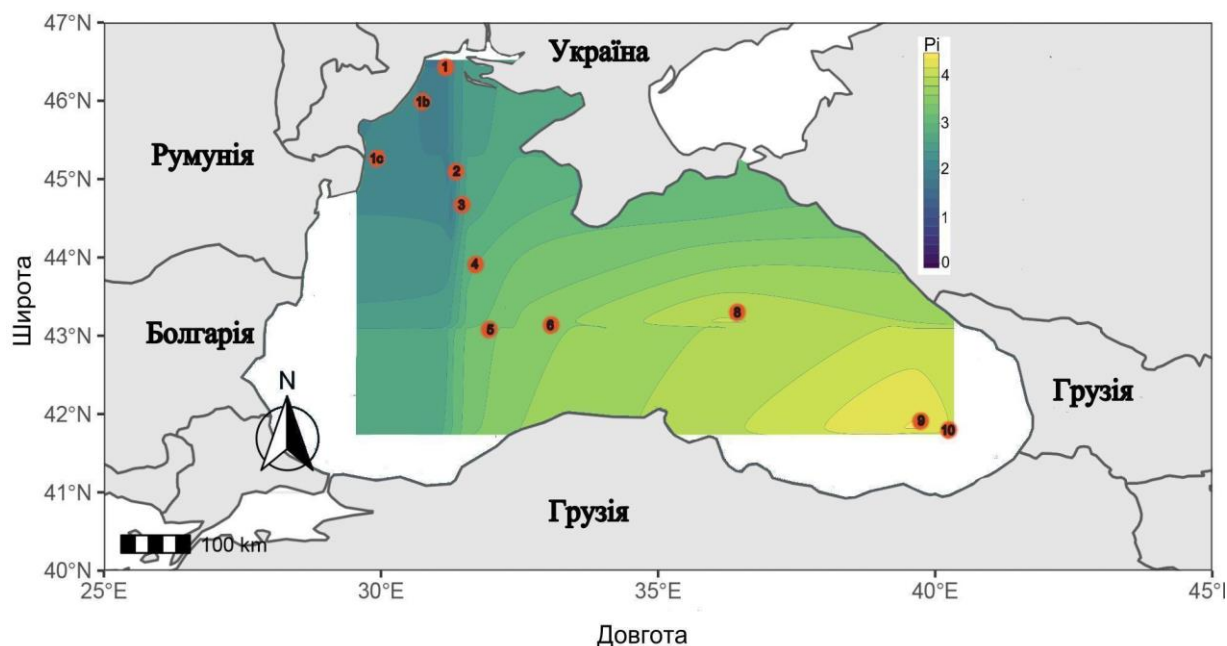 47°N
46°N
45°N
44°N
43°N
42°N
41°N
40°N
Широта
25°E
30°E
35°E
40°E
45°E
Довгота
Україна
Румунія
Болгарія
Грузія
Грузія
N
100 km
Pi
4
3
2
1
0
1
1b
1c
2
3
4
5
6
8
9
10